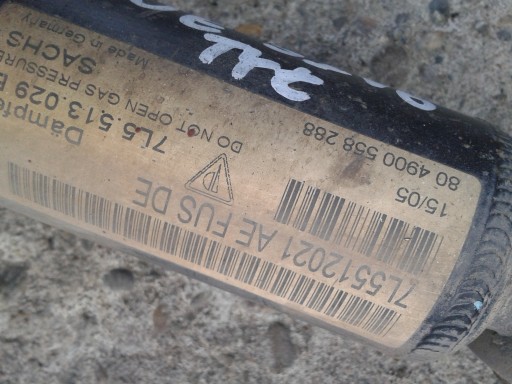 80 4900 558 288
15/05
Made in Germany
SACHS
DO NOT OPEN GAS PRESSURE
7L5.513.029
7L5512021 AE FUS DE